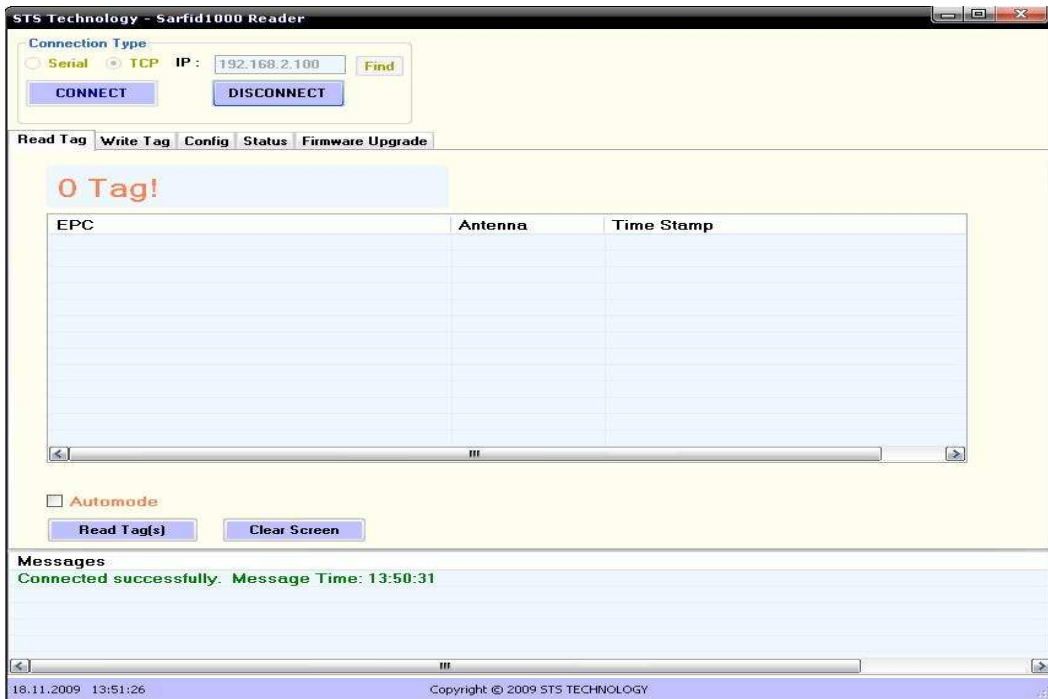 STS Technology - Sarfid1000 Reader
Connection Type
Serial TCP IP : 192.168.2.100 Find
CONNECT DISCONNECT
Read Tag Write Tag Config Status Firmware Upgrade
0 Tag!
EPC Antenna Time Stamp
Automode
Read Tag(s) Clear Screen
Messages
Connected successfully. Message Time: 13:50:31
18.11.2009 13:51:26 Copyright © 2009 STS TECHNOLOGY